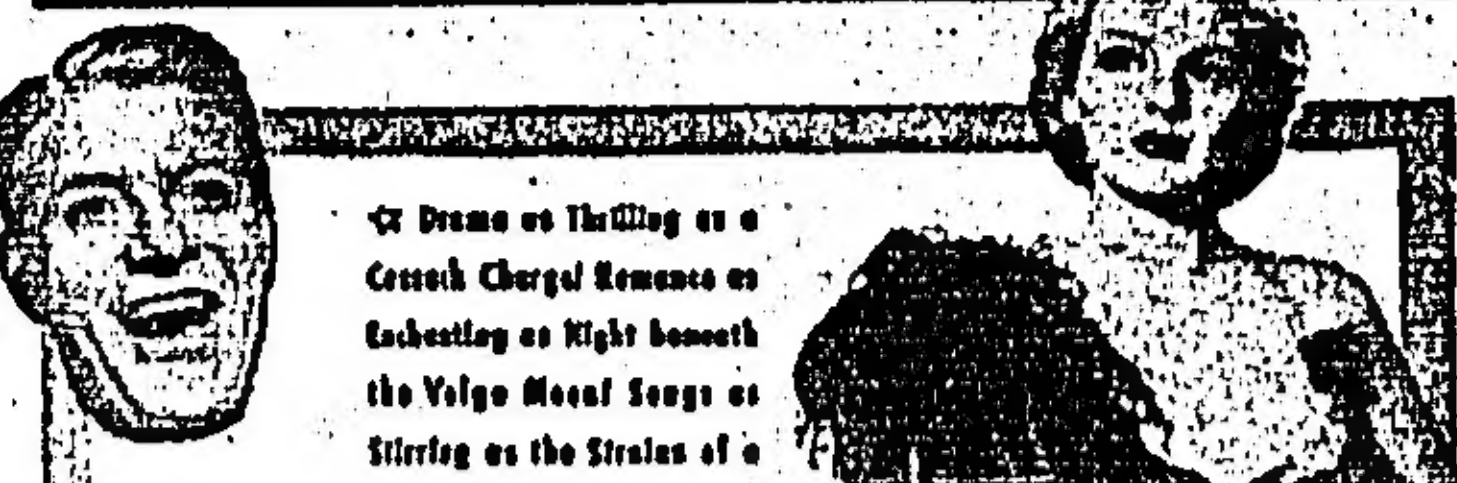 ☆ Drama as Thrilling as a
Cossack Charge! Romance as
Enchanting as Night beneath
the Volga Moon! Songs as
Stirring as the Strains of a